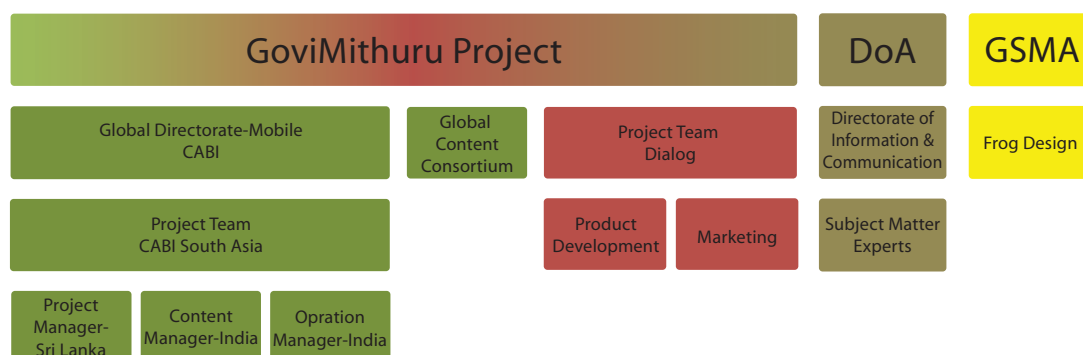 GoviMithuru Project
DoA
GSMA
Global Directorate-Mobile
CABI
Global
Content
Consortium
Project Team
Dialog
Directorate of
Information &
Communication
Frog Design
Project Team
CABI South Asia
Product
Development
Marketing
Subject Matter
Experts
Project
Manager-
Sri Lanka
Content
Manager-India
Opration
Manager-India